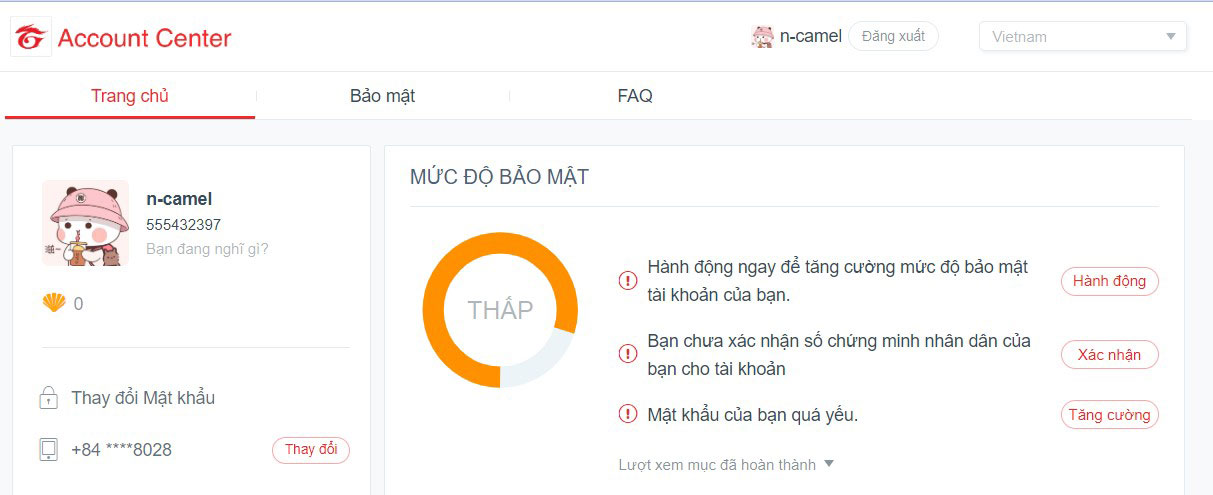 Account Center
n-camel
Đăng xuất
Vietnam
Trang chủ
Bảo mật
FAQ
n-camel
555432397
Bạn đang nghĩ gì?
0
Thay đổi Mật khẩu
+84 ****8028
Thay đổi
MỨC ĐỘ BẢO MẬT
THẤP
Hành động ngay để tăng cường mức độ bảo mật
tài khoản của bạn.
Hành động
Bạn chưa xác nhận số chứng minh nhân dân của
bạn cho tài khoản
Xác nhận
Mật khẩu của bạn quá yếu.
Tăng cường
Lượt xem mục đã hoàn thành